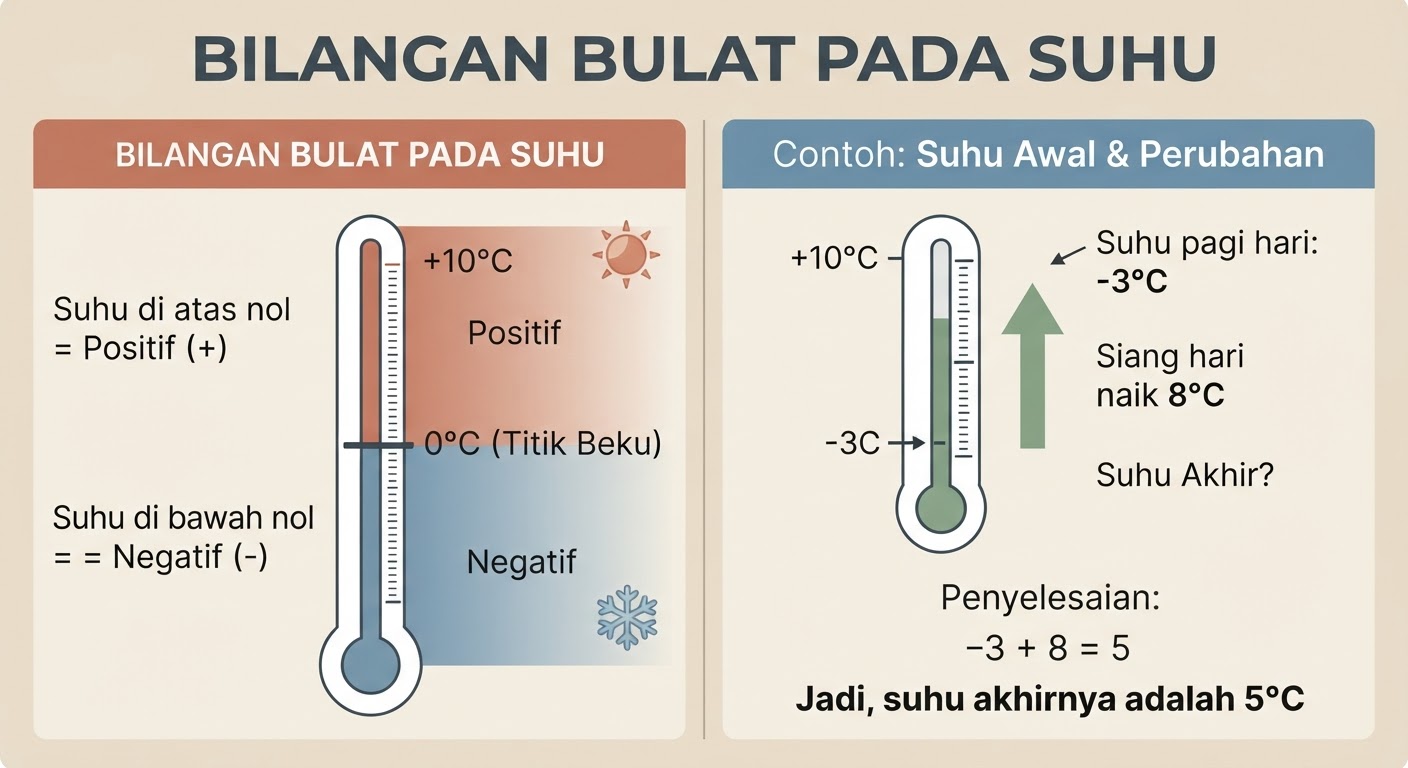 BILANGAN BULAT PADA SUHU
BILANGAN BULAT PADA SUHU
Suhu di atas nol
= Positif (+)
Suhu di bawah nol
= = Negatif (-)
+10°C
Positif
0°C (Titik Beku)
Negatif
Contoh: Suhu Awal & Perubahan
+10°C
-3C
Suhu pagi hari:
-3°C
Siang hari
naik 8°C
Suhu Akhir?
Penyelesaian:
−3 + 8 = 5
Jadi, suhu akhirnya adalah 5°C